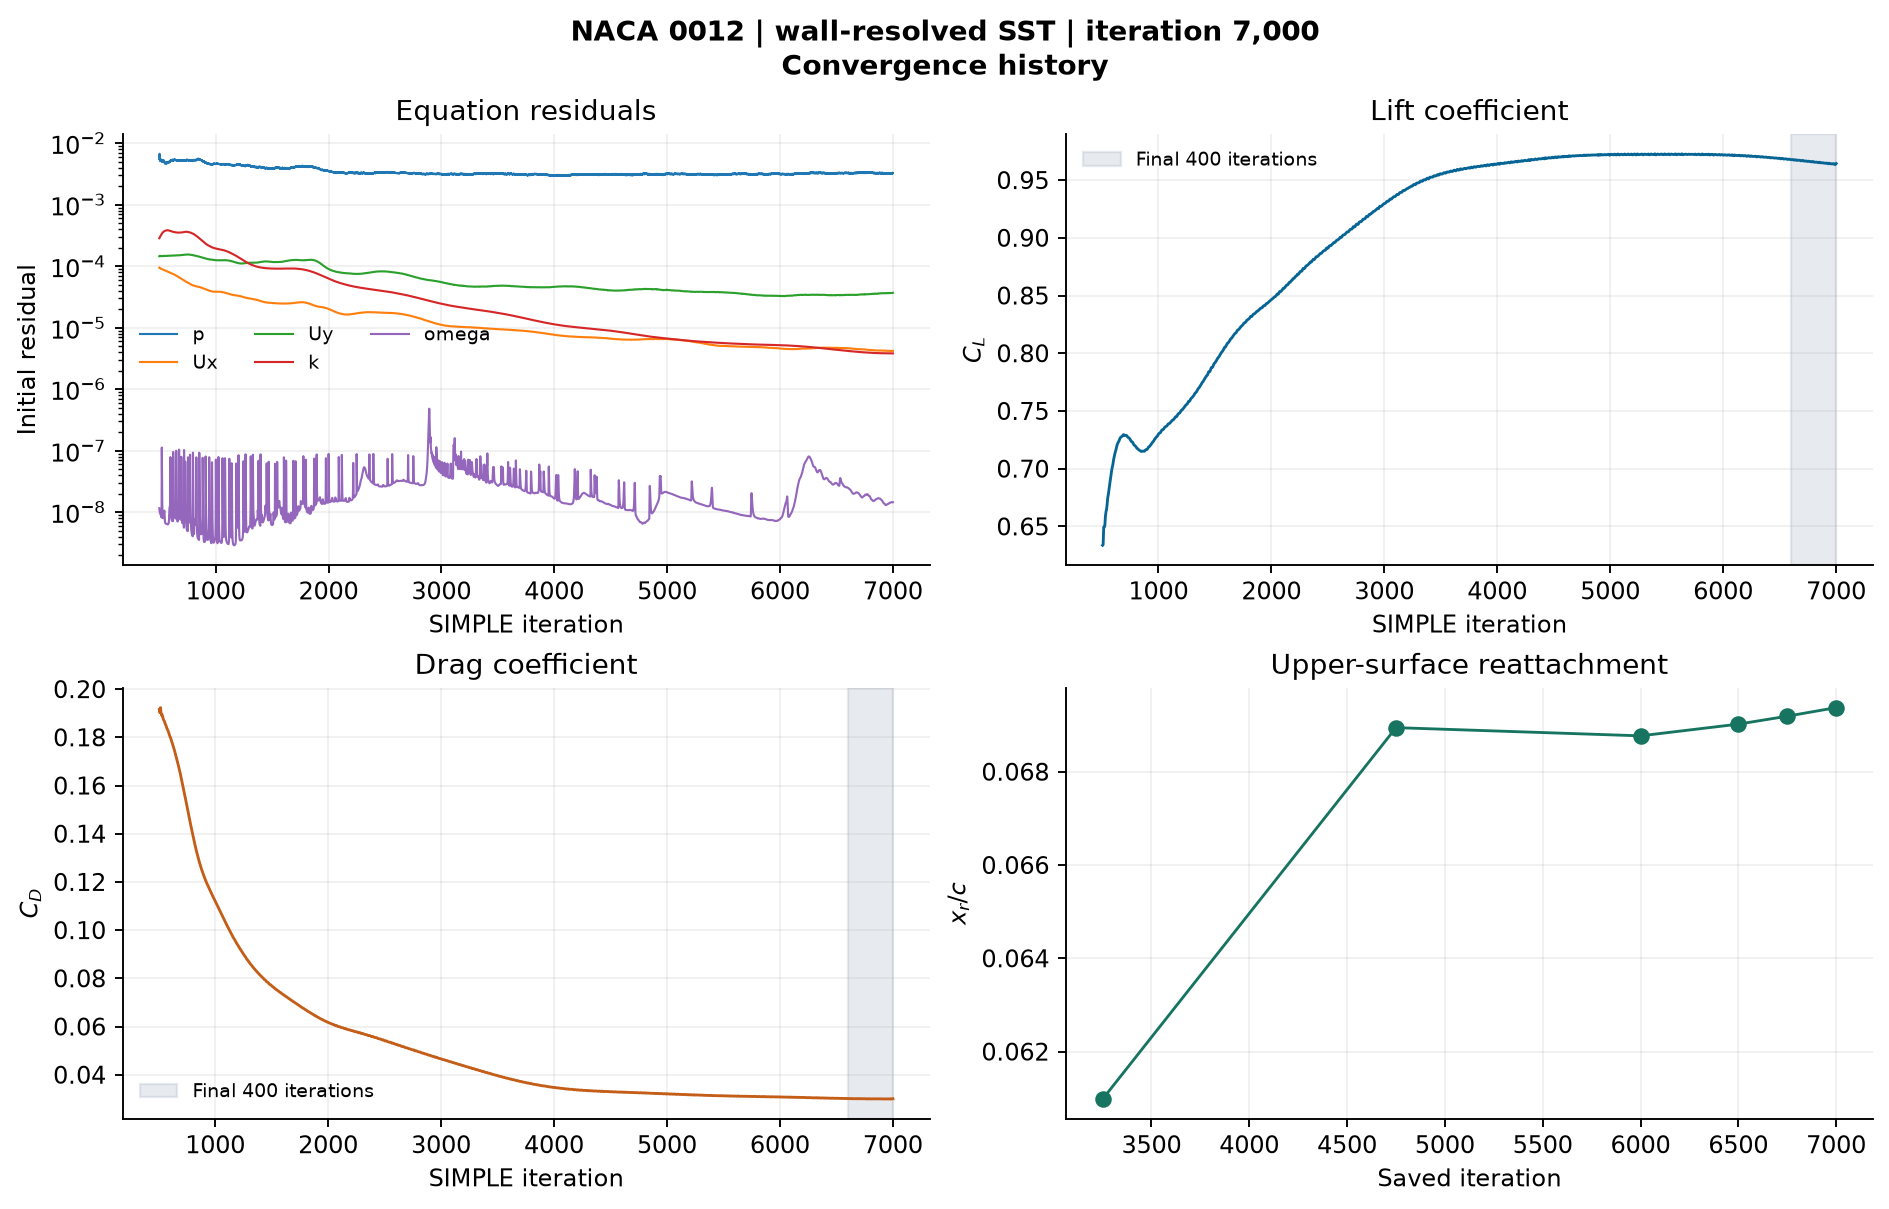 NACA 0012 | wall-resolved SST | iteration 7,000
Convergence history
Equation residuals
Initial residual
10⁻²
10⁻³
10⁻⁴
10⁻⁵
10⁻⁶
10⁻⁷
10⁻⁸
p Uy omega
Ux k
1000 2000 3000 4000 5000 6000 7000
SIMPLE iteration
Lift coefficient
C_L
Final 400 iterations
0.95
0.90
0.85
0.80
0.75
0.70
0.65
1000 2000 3000 4000 5000 6000 7000
SIMPLE iteration
Drag coefficient
C_D
0.20
0.18
0.16
0.14
0.12
0.10
0.08
0.06
0.04
Final 400 iterations
1000 2000 3000 4000 5000 6000 7000
SIMPLE iteration
Upper-surface reattachment
x_r/c
0.068
0.066
0.064
0.062
3500 4000 4500 5000 5500 6000 6500 7000
Saved iteration